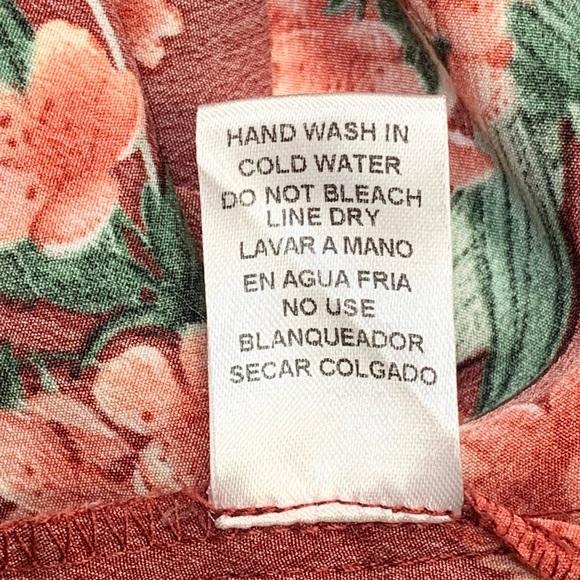 HAND WASH IN
COLD WATER
DO NOT BLEACH
LINE DRY
LAVAR A MANO
EN AGUA FRIA
NO USE
BLANQUEADOR
SECAR COLGADO